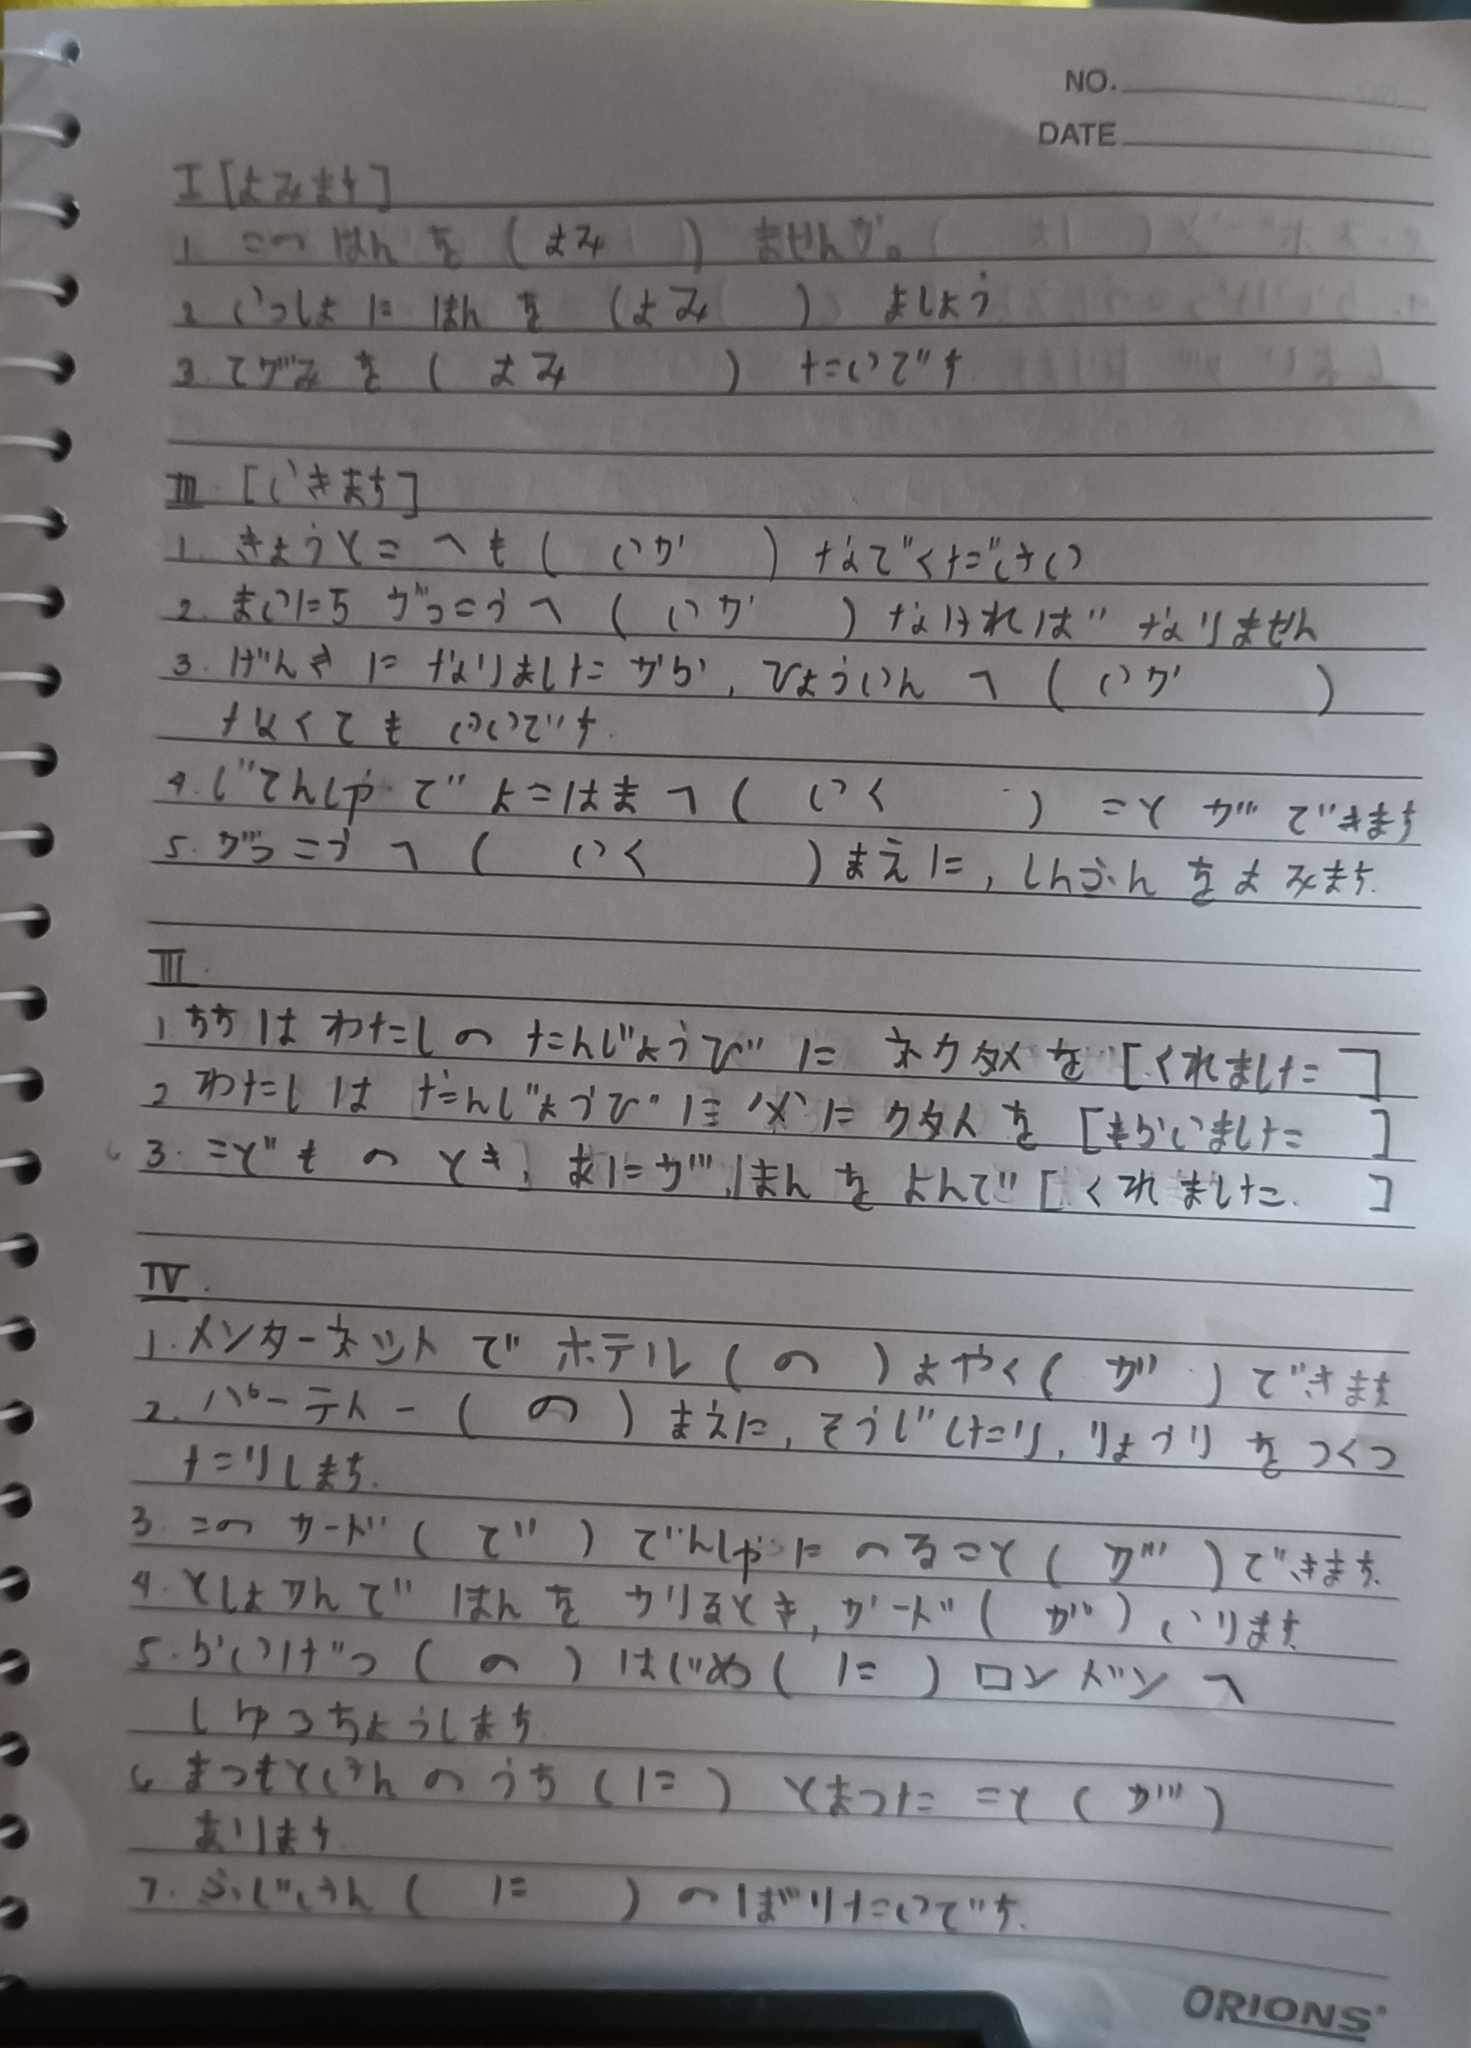 NO.
DATE
I [よみます]
1. このほんを (よみ) ませんか。
2. いっしょに ほんを (よみ) ましょう
3. てがみを (よみ) たいです
III [いきます]
1. きょうとこへも (いか) ないでください
2. まいにち がっこうへ (いか) なければ なりません
3. げんきに なりましたから, びょういんへ (いか)
なくても いいです.
4. じてんしゃで よこはまへ (いく) ことが できます
5. がっこうへ (いく) まえに, しんぶんをよみます.
III.
1 ちちは わたしの たんじょうびに ネクタイを [くれました]
2 わたしは たんじょうびに に クタイを [もらいました]
3. こどもの とき, あにが ほんを よんで [くれました.]
IV.
1. インターネットで ホテル (の) よやく (が) できます
2. パーティー (の) まえに, そうじしたり, りょうりを つくっ
たりします.
3. このカード (で) でんしゃに のること (が) できます.
4. としょかんで ほんを かりるとき, カード (が) いります
5. らいげつ (の) はじめ (に) ロンドンへ
しゅっちょうします
6 まつもとさんのうち (に) とまったこと (が)
あります
7. ふじさん (に) のぼりたいです.
ORIONS